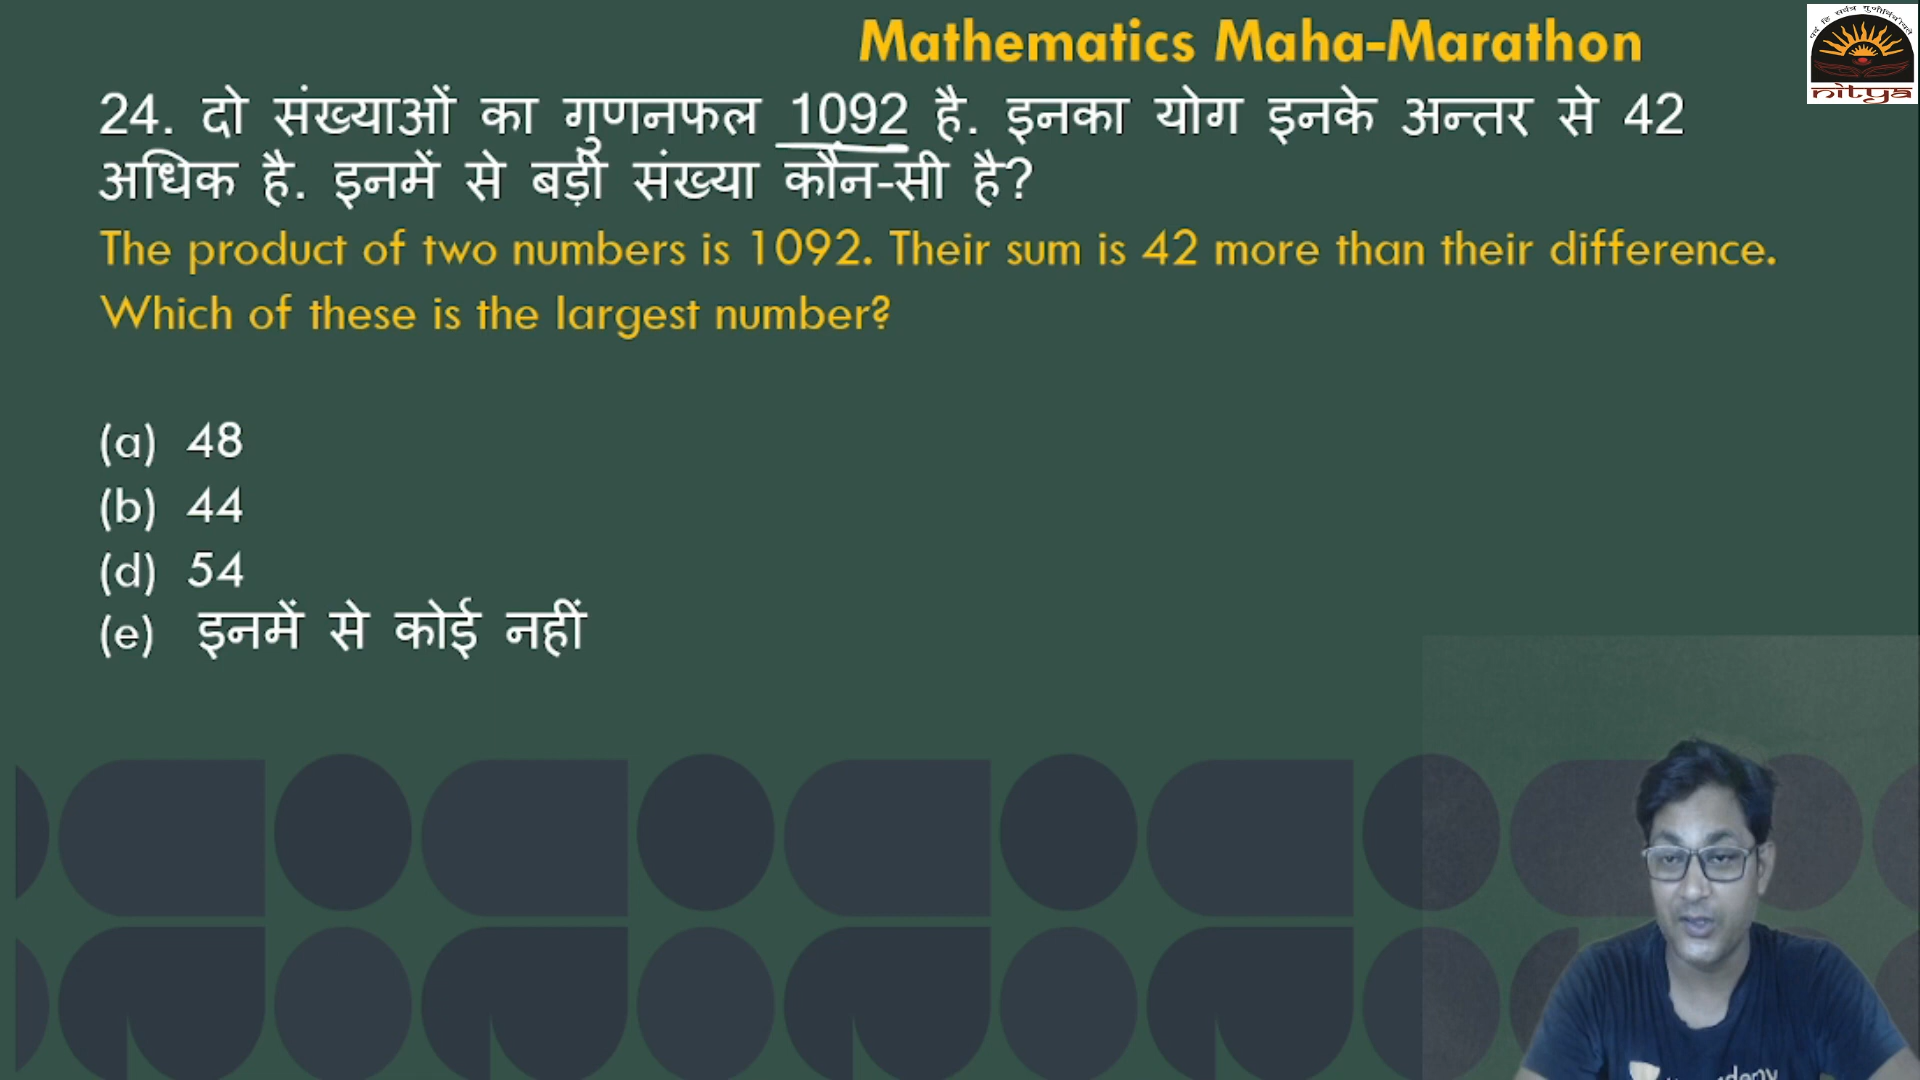 Mathematics Maha-Marathon
24. दो संख्याओं का गुणनफल 1092 है. इनका योग इनके अन्तर से 42
अधिक है. इनमें से बड़ी संख्या कौन-सी है?
The product of two numbers is 1092. Their sum is 42 more than their difference.
Which of these is the largest number?
(a) 48
(b) 44
(d) 54
(e) इनमें से कोई नहीं
nitya